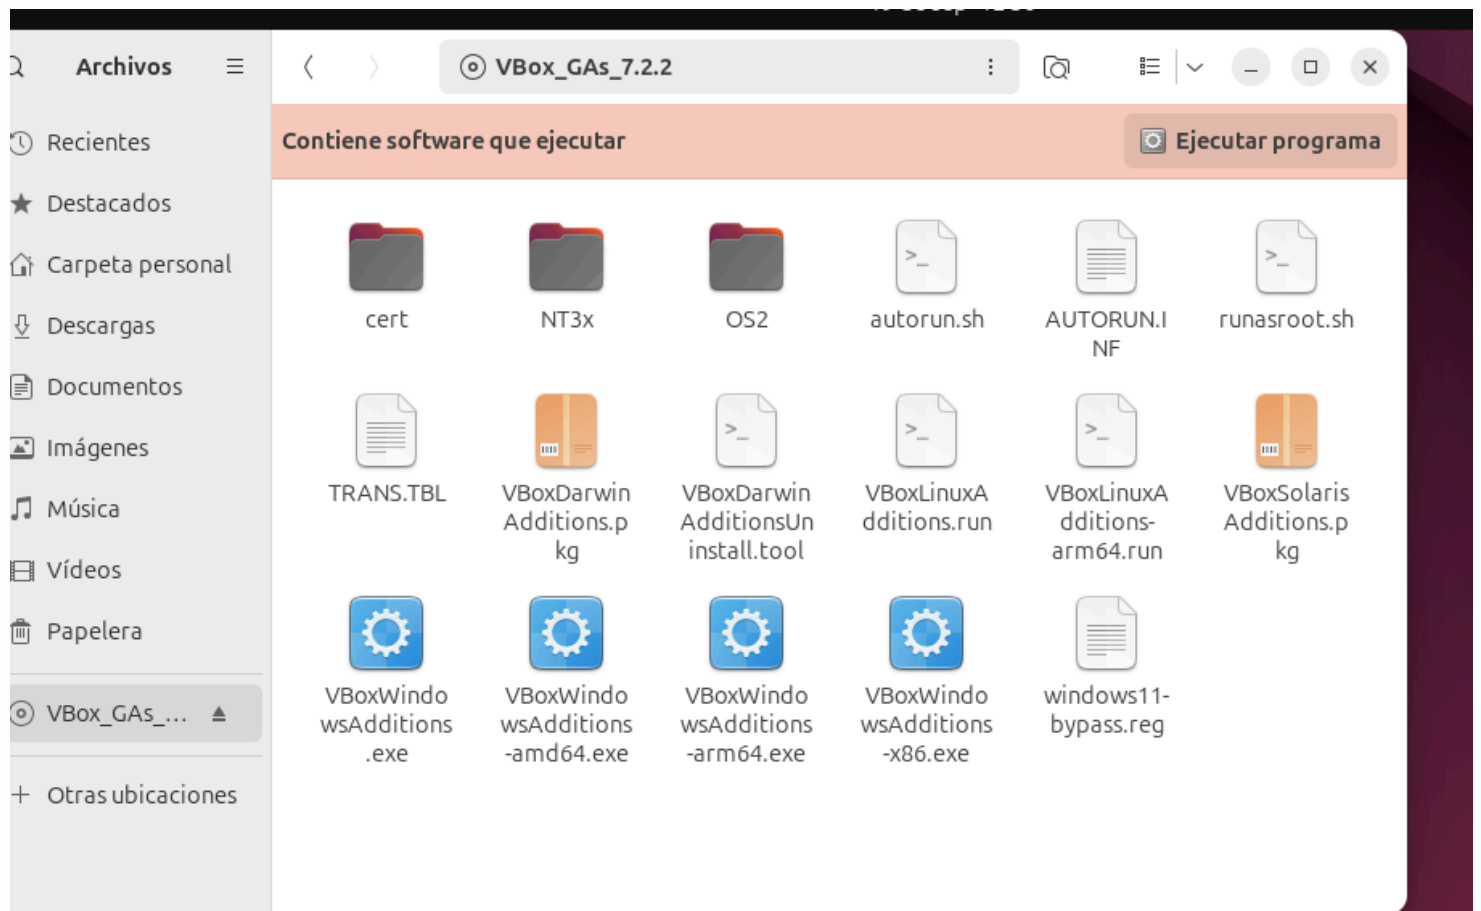 Archivos
VBox_GAs_7.2.2
Recientes
Destacados
Carpeta personal
Descargas
Documentos
Imágenes
Música
Vídeos
Papelera
VBox_GAs_...
Otras ubicaciones
Contiene software que ejecutar
Ejecutar programa
cert
NT3x
OS2
autorun.sh
AUTORUN.I
NF
runasroot.sh
TRANS.TBL
VBoxDarwin
Additions.p
kg
VBoxDarwin
AdditionsUn
install.tool
VBoxLinuxA
dditions.run
VBoxLinuxA
dditions-
arm64.run
VBoxSolaris
Additions.p
kg
VBoxWindo
wsAdditions
.exe
VBoxWindo
wsAdditions
-amd64.exe
VBoxWindo
wsAdditions
-arm64.exe
VBoxWindo
wsAdditions
-x86.exe
windows11-
bypass.reg